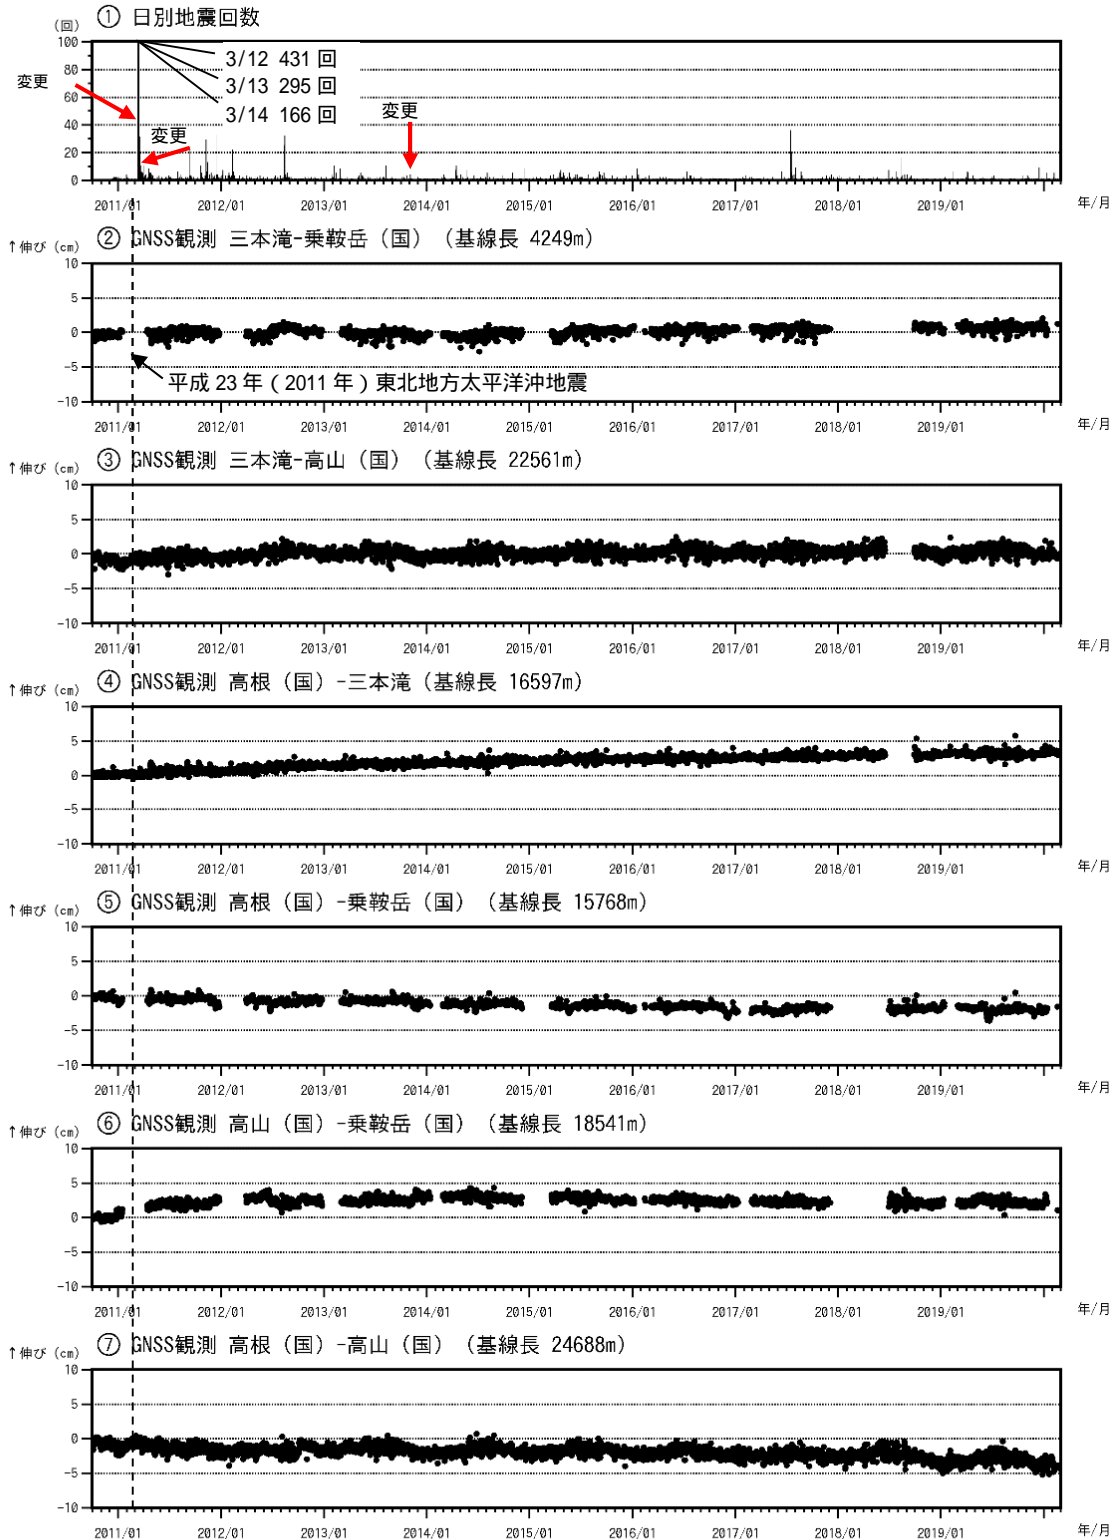 ① 日別地震回数
(回)
100
80
60
40
20
0
3/12 431 回
3/13 295 回
3/14 166 回
変更
変更
変更
2011/01 2012/01 2013/01 2014/01 2015/01 2016/01 2017/01 2018/01 2019/01 年/月
② GNSS観測 三本滝-乗鞍岳（国）（基線長 4249m）
↑伸び (cm)
10
5
0
-5
-10
平成 23 年（2011 年）東北地方太平洋沖地震
2011/01 2012/01 2013/01 2014/01 2015/01 2016/01 2017/01 2018/01 2019/01 年/月
③ GNSS観測 三本滝-高山（国）（基線長 22561m）
↑伸び (cm)
10
5
0
-5
-10
2011/01 2012/01 2013/01 2014/01 2015/01 2016/01 2017/01 2018/01 2019/01 年/月
④ GNSS観測 高根（国）-三本滝（基線長 16597m）
↑伸び (cm)
10
5
0
-5
-10
2011/01 2012/01 2013/01 2014/01 2015/01 2016/01 2017/01 2018/01 2019/01 年/月
⑤ GNSS観測 高根（国）-乗鞍岳（国）（基線長 15768m）
↑伸び (cm)
10
5
0
-5
-10
2011/01 2012/01 2013/01 2014/01 2015/01 2016/01 2017/01 2018/01 2019/01 年/月
⑥ GNSS観測 高山（国）-乗鞍岳（国）（基線長 18541m）
↑伸び (cm)
10
5
0
-5
-10
2011/01 2012/01 2013/01 2014/01 2015/01 2016/01 2017/01 2018/01 2019/01 年/月
⑦ GNSS観測 高根（国）-高山（国）（基線長 24688m）
↑伸び (cm)
10
5
0
-5
-10
2011/01 2012/01 2013/01 2014/01 2015/01 2016/01 2017/01 2018/01 2019/01 年/月